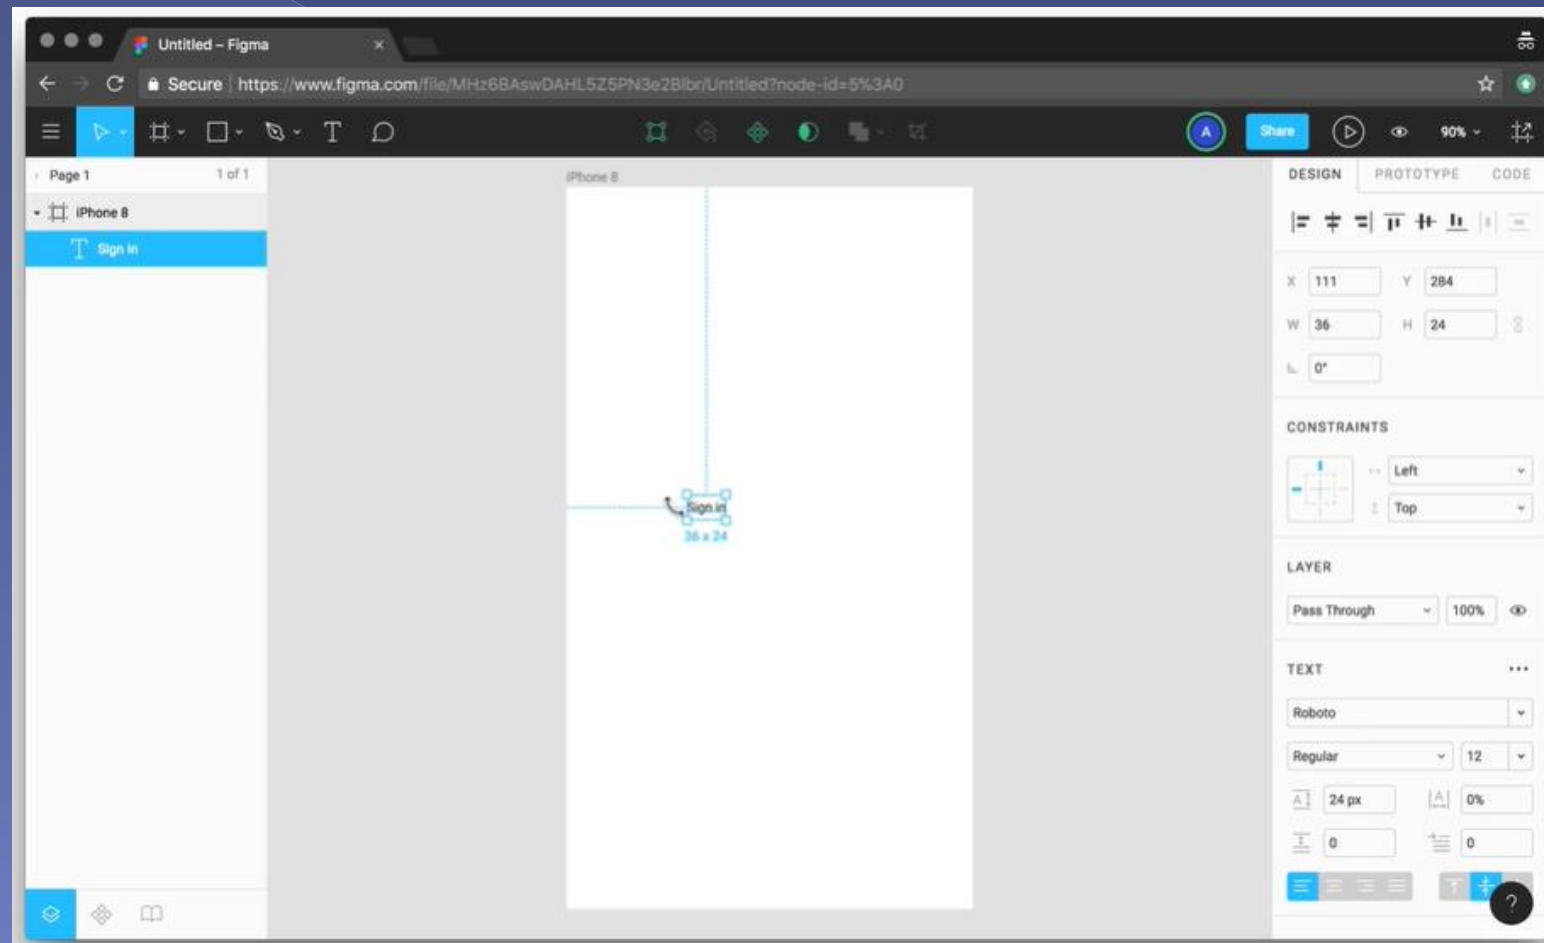 Untitled – Figma
Secure https://www.figma.com/file/MHz6BAswDAHL5Z5PN3e2Blbr/Untitled?node-id=5%3A0
A
Share
90%
Page 1
1 of 1
iPhone 8
Sign in
iPhone 8
Sign in
36 x 24
DESIGN PROTOTYPE CODE
X 111 Y 284
W 36 H 24
0°
CONSTRAINTS
Left
Top
LAYER
Pass Through 100%
TEXT
Roboto
Regular 12
24 px 0%
0 0
?